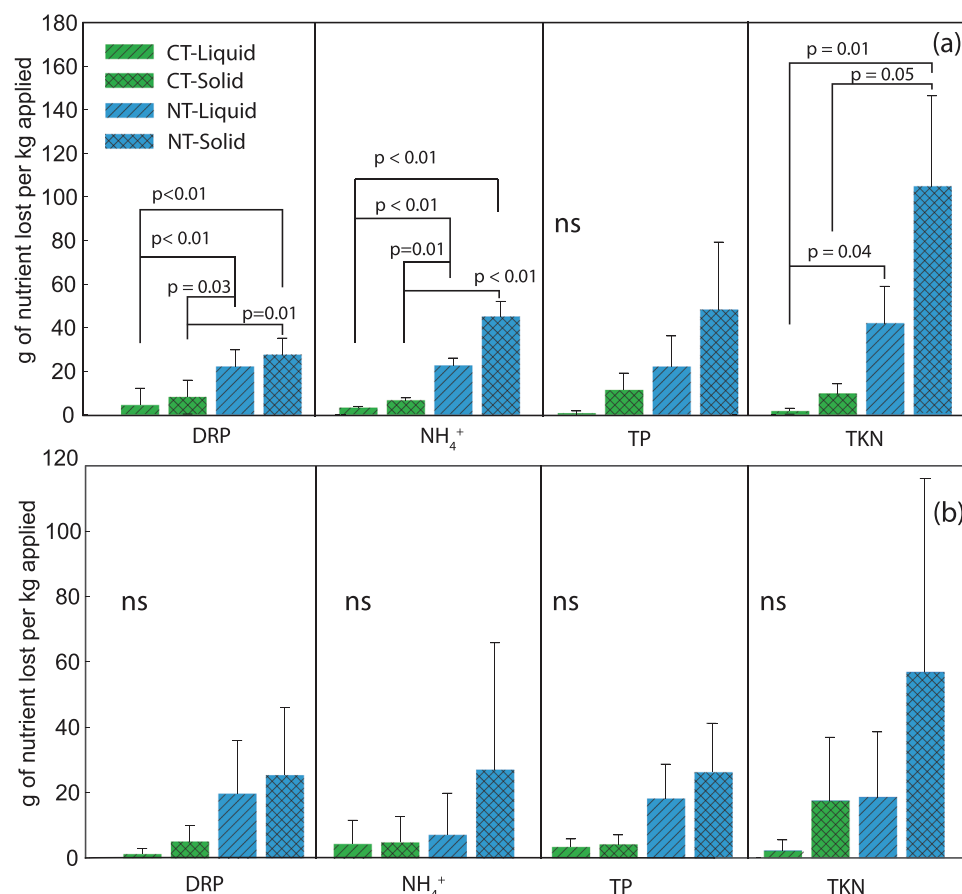 180
160
140
120
100
80
60
40
20
0
g of nutrient lost per kg applied
CT-Liquid
CT-Solid
NT-Liquid
NT-Solid
(a)
p = 0.01
p = 0.05
p < 0.01
p<0.01
p < 0.01
p< 0.01
p=0.01
p = 0.04
p = 0.03
p < 0.01
p=0.01
ns
DRP
NH₄⁺
TP
TKN
120
100
80
60
40
20
0
g of nutrient lost per kg applied
(b)
ns
ns
ns
ns
DRP
NH₄⁺
TP
TKN